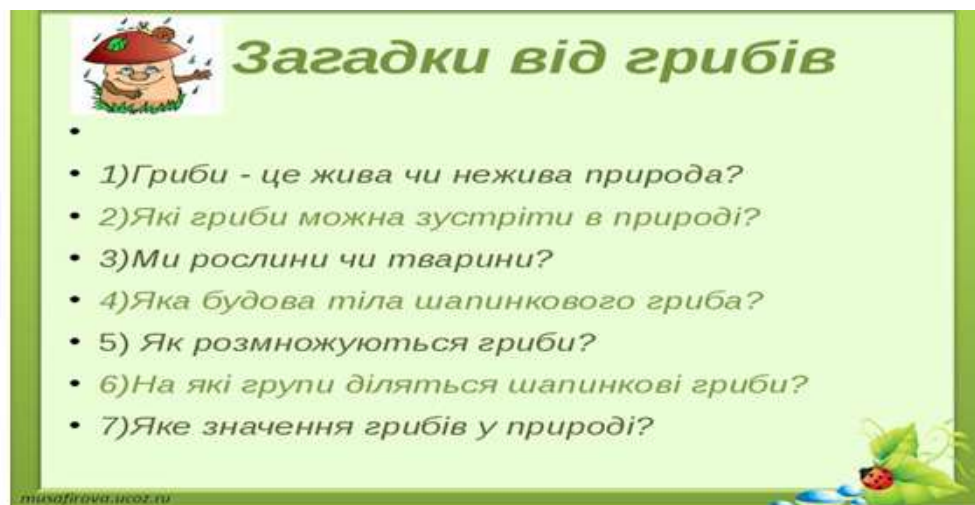 Загадки від грибів
•
• 1)Гриби - це жива чи нежива природа?
• 2)Які гриби можна зустріти в природі?
• 3)Ми рослини чи тварини?
• 4)Яка будова тіла шапинкового гриба?
• 5) Як розмножуються гриби?
• 6)На які групи діляться шапинкові гриби?
• 7)Яке значення грибів у природі?
musafirova.ucoz.ru